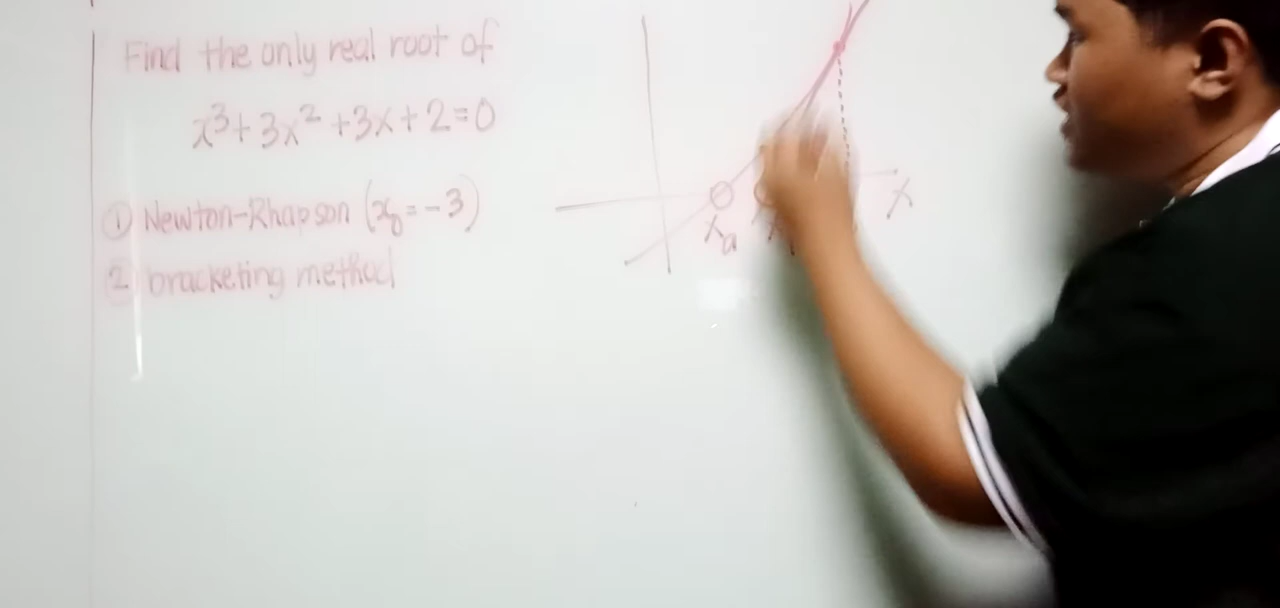 Find the only real root of
x³+3x²+3x+2=0
① Newton-Rhapson (x₀=-3)
② bracketing method
xₐ
x
X